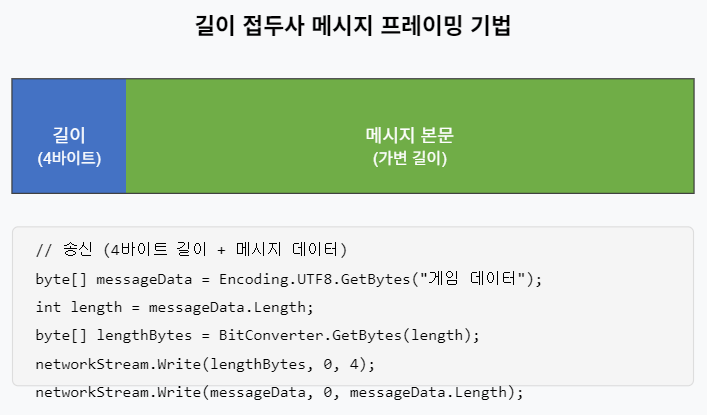 길이 접두사 메시지 프레이밍 기법
길이
(4바이트)
메시지 본문
(가변 길이)
// 송신 (4바이트 길이 + 메시지 데이터)
byte[] messageData = Encoding.UTF8.GetBytes("게임 데이터");
int length = messageData.Length;
byte[] lengthBytes = BitConverter.GetBytes(length);
networkStream.Write(lengthBytes, 0, 4);
networkStream.Write(messageData, 0, messageData.Length);